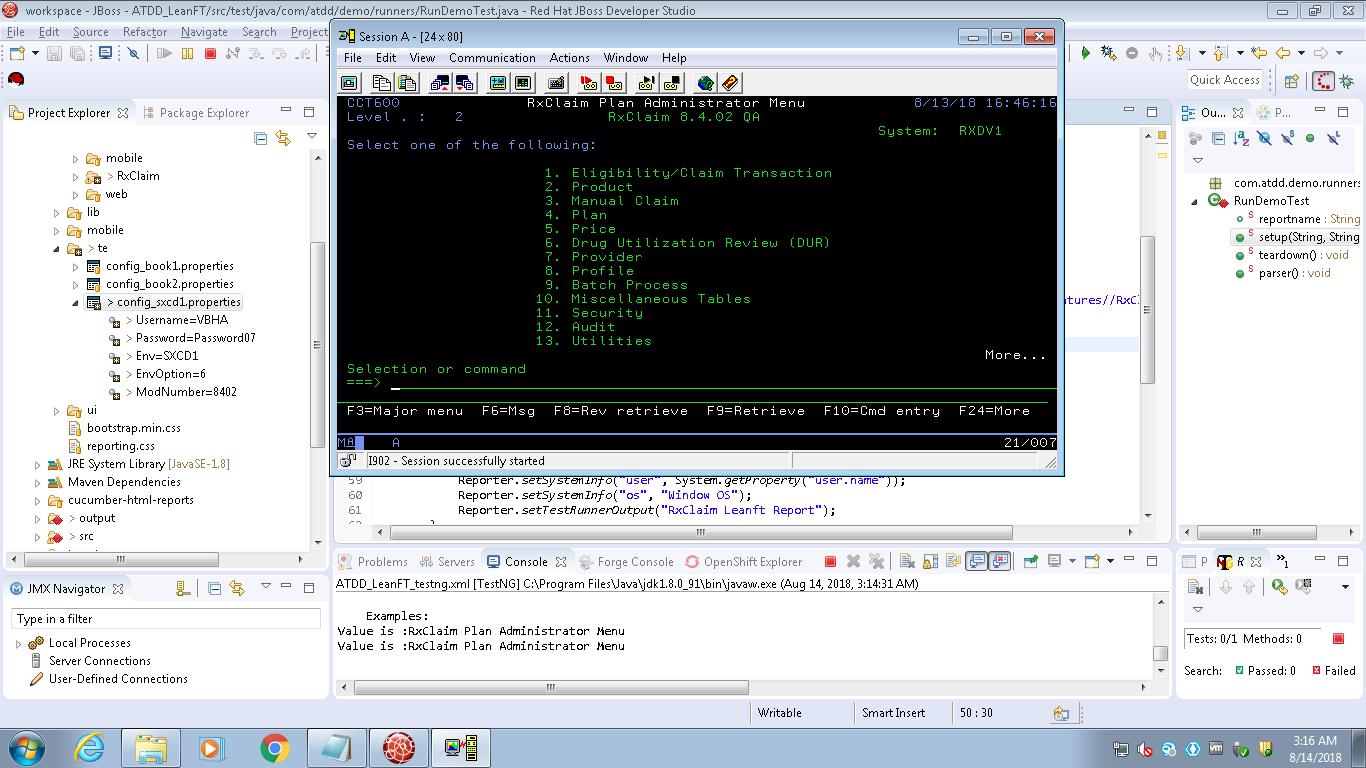 workspace - JBoss - ATDD_LeanFT/src/test/java/com/atdd/demo/runners/RunDemoTest.java - Red Hat JBoss Developer Studio
File Edit Source Refactor Navigate Search Project
Quick Access
Project Explorer
Package Explorer
mobile
> RxClaim
web
lib
mobile
> te
config_book1.properties
config_book2.properties
> config_sxcd1.properties
> Username=VBHA
> Password=Password07
> Env=SXCD1
> EnvOption=6
> ModNumber=8402
ui
bootstrap.min.css
reporting.css
JRE System Library [JavaSE-1.8]
Maven Dependencies
cucumber-html-reports
> output
> src
JMX Navigator
Type in a filter
Local Processes
Server Connections
User-Defined Connections
Session A - [24 x 80]
File Edit View Communication Actions Window Help
CCT600 RxClaim Plan Administrator Menu 8/13/18 16:46:16
Level . : 2 RxClaim 8.4.02 QA
System: RXDV1
Select one of the following:
1. Eligibility/Claim Transaction
2. Product
3. Manual Claim
4. Plan
5. Price
6. Drug Utilization Review (DUR)
7. Provider
8. Profile
9. Batch Process
10. Miscellaneous Tables
11. Security
12. Audit
13. Utilities
More...
Selection or command
===>
F3=Major menu F6=Msg F8=Rev retrieve F9=Retrieve F10=Cmd entry F24=More
MA A 21/007
I902 - Session successfully started
atures//RxCl
59 Reporter.setSystemInfo("user", System.getProperty("user.name"));
60 Reporter.setSystemInfo("os", "Window OS");
61 Reporter.setTestRunnerOutput("RxClaim Leanft Report");
62 }
Problems Servers Console Forge Console OpenShift Explorer
ATDD_LeanFT_testng.xml [TestNG] C:\Program Files\Java\jdk1.8.0_91\bin\javaw.exe (Aug 14, 2018, 3:14:31 AM)
Examples:
Value is :RxClaim Plan Administrator Menu
Value is :RxClaim Plan Administrator Menu
Ou...
P...
com.atdd.demo.runners
RunDemoTest
reportname : String
setup(String, String
teardown() : void
parser() : void
P R
Tests: 0/1 Methods: 0
Search: Passed: 0 Failed
Writable Smart Insert 50 : 30
3:16 AM
8/14/2018